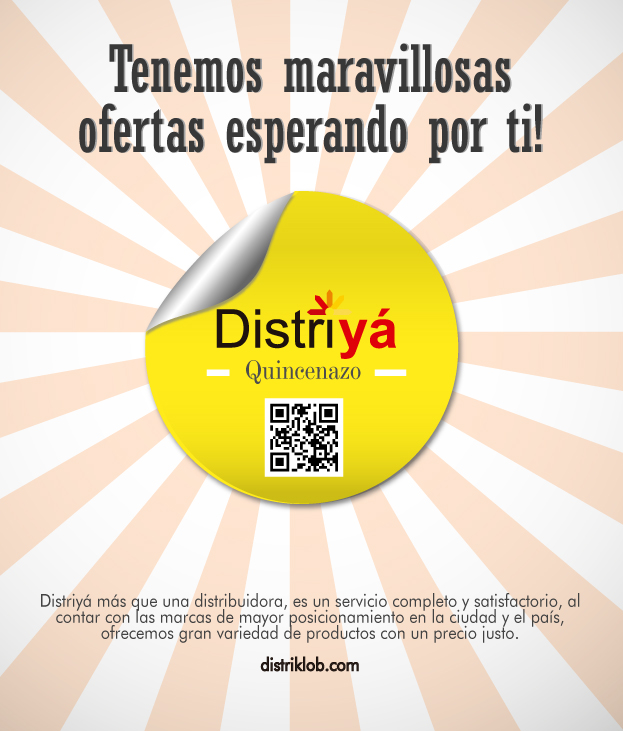 Tenemos maravillosas
ofertas esperando por ti!
Distriyá
Quincenazo
Distriyá más que una distribuidora, es un servicio completo y satisfactorio, al
contar con las marcas de mayor posicionamiento en la ciudad y el país,
ofrecemos gran variedad de productos con un precio justo.
distriklob.com